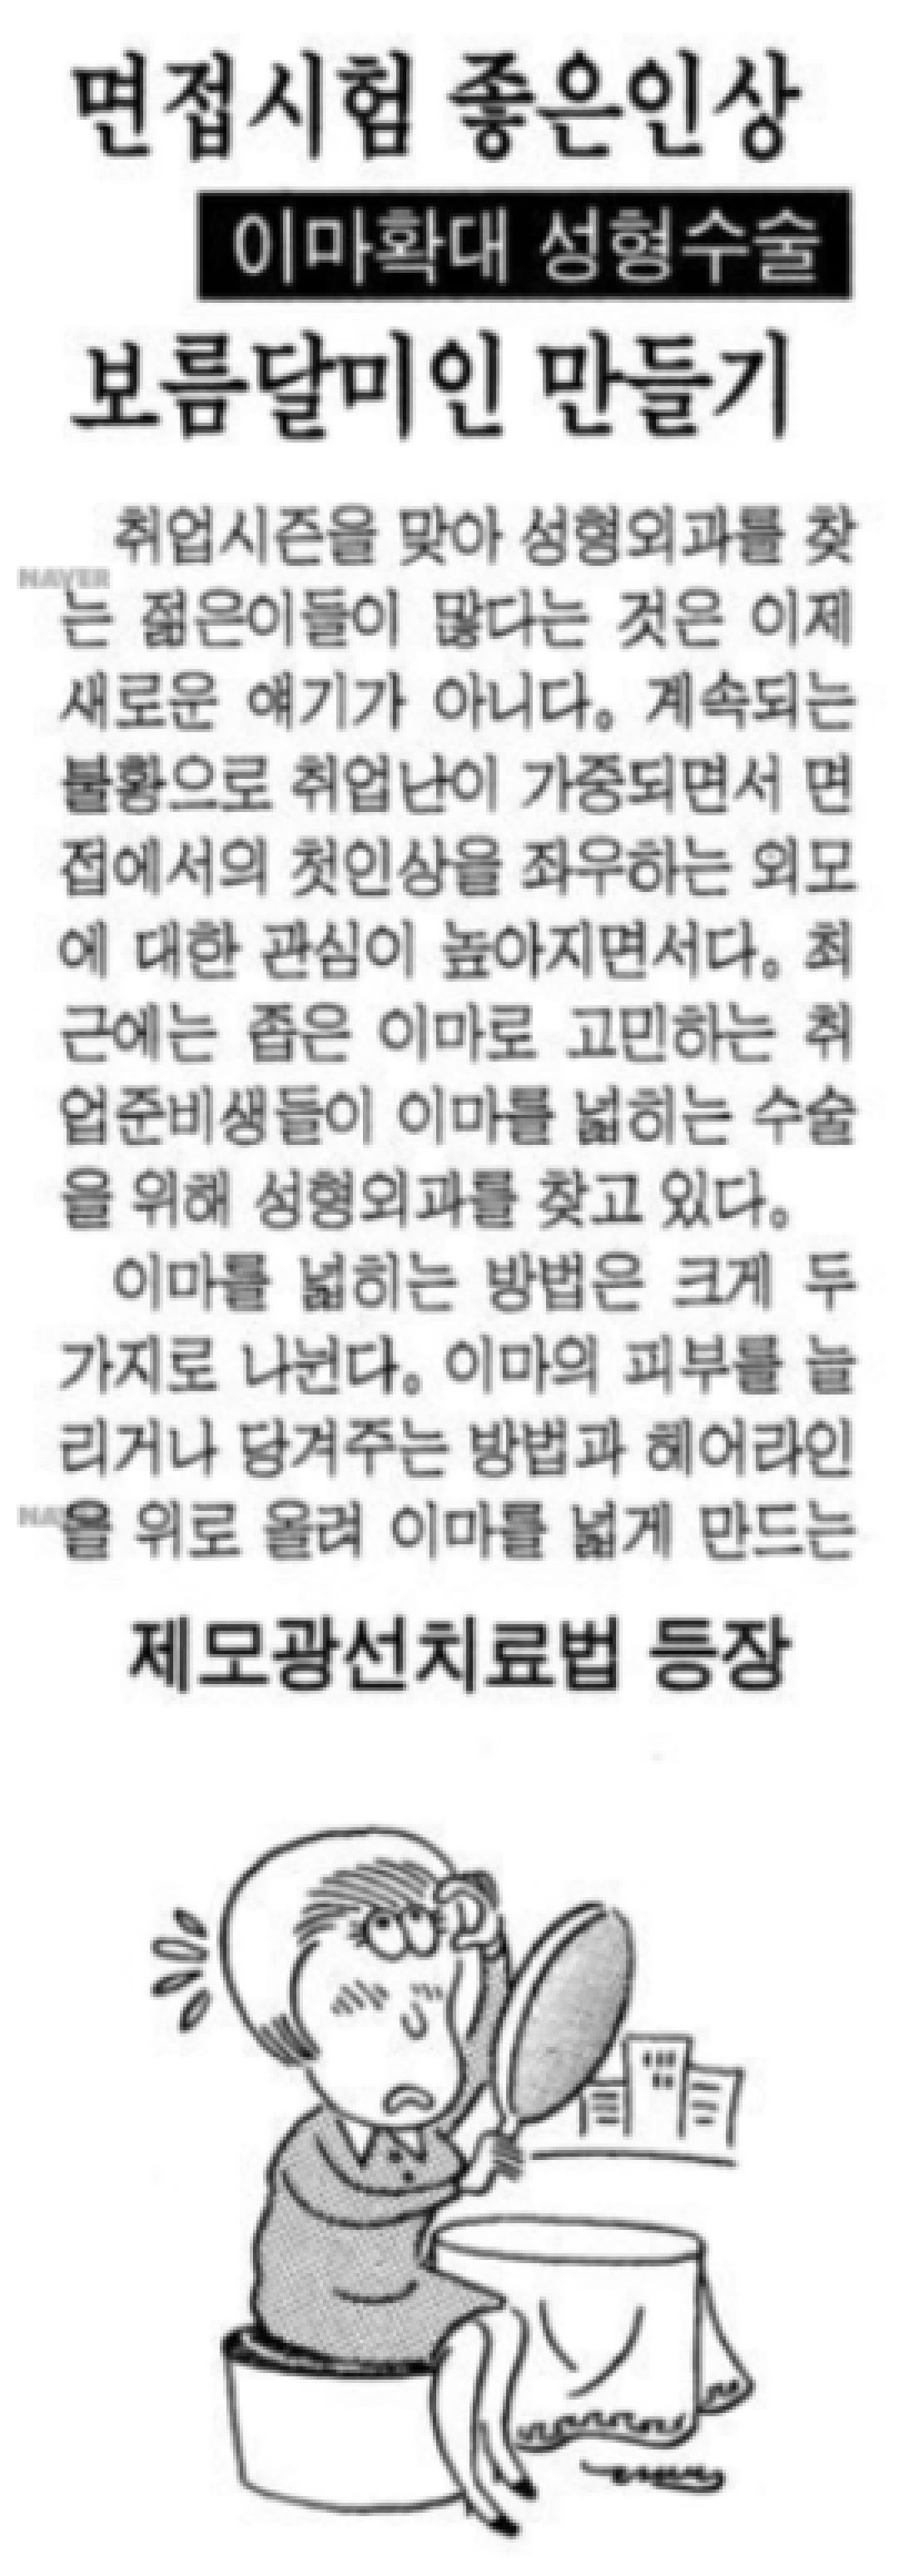 면접시험 좋은인상
이마확대 성형수술
보름달미인 만들기
취업시즌을 맞아 성형외과를 찾
NAVER
는 젊은이들이 많다는 것은 이제
새로운 얘기가 아니다。 계속되는
불황으로 취업난이 가중되면서 면
접에서의 첫인상을 좌우하는 외모
에 대한 관심이 높아지면서다。 최
근에는 좁은 이마로 고민하는 취
업준비생들이 이마를 넓히는 수술
을 위해 성형외과를 찾고 있다。
이마를 넓히는 방법은 크게 두
가지로 나뉜다。 이마의 피부를 늘
리거나 당겨주는 방법과 헤어라인
을 위로 올려 이마를 넓게 만드는
제모광선치료법 등장